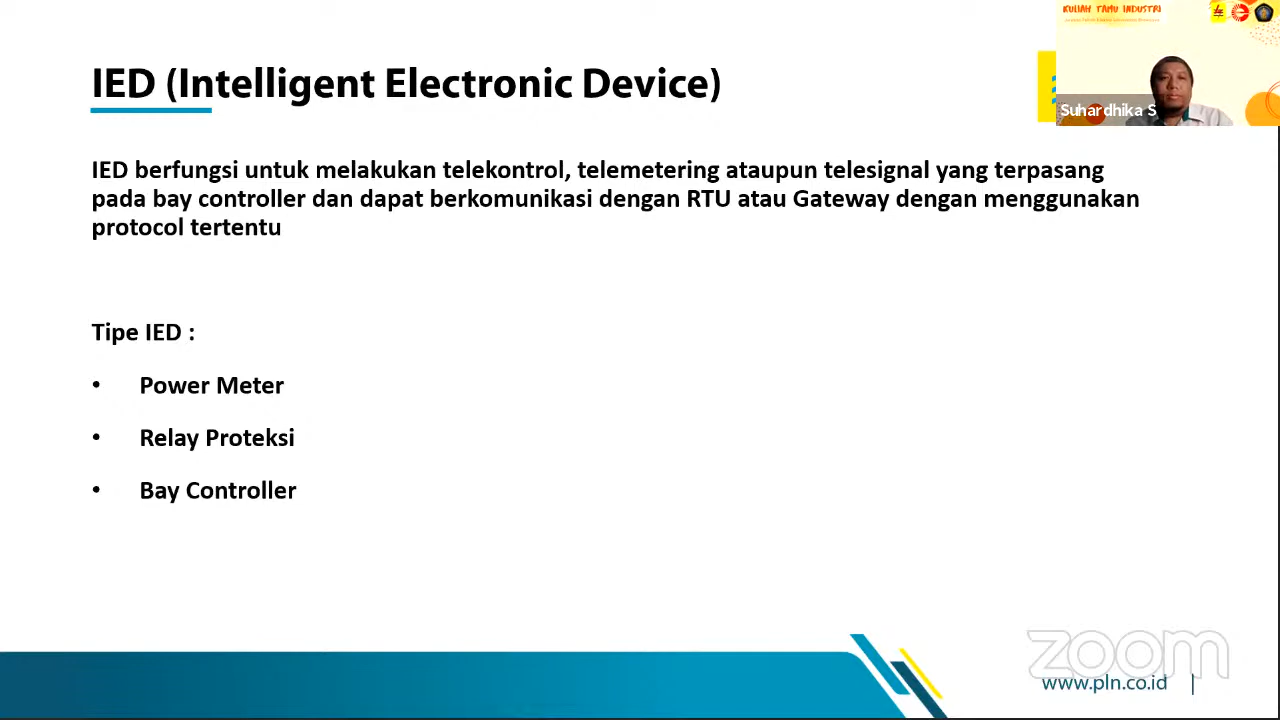 KULIAH TAMU INDUSTRI
IED (Intelligent Electronic Device)
Suhardhika S
IED berfungsi untuk melakukan telekontrol, telemetering ataupun telesignal yang terpasang
pada bay controller dan dapat berkomunikasi dengan RTU atau Gateway dengan menggunakan
protocol tertentu
Tipe IED :
• Power Meter
• Relay Proteksi
• Bay Controller
zoom
www.pln.co.id |